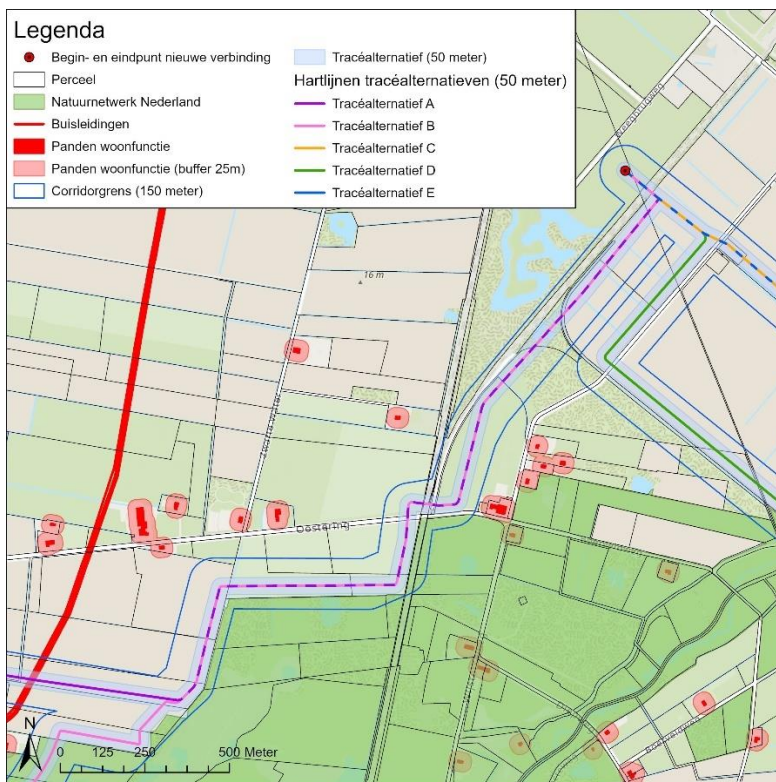 Legenda
Begin- en eindpunt nieuwe verbinding
Perceel
Natuurnetwerk Nederland
Buisleidingen
Panden woonfunctie
Panden woonfunctie (buffer 25m)
Corridorgrens (150 meter)
Tracéalternatief (50 meter)
Hartlijnen tracéalternatieven (50 meter)
Tracéalternatief A
Tracéalternatief B
Tracéalternatief C
Tracéalternatief D
Tracéalternatief E
16 m
N
0 125 250 500 Meter